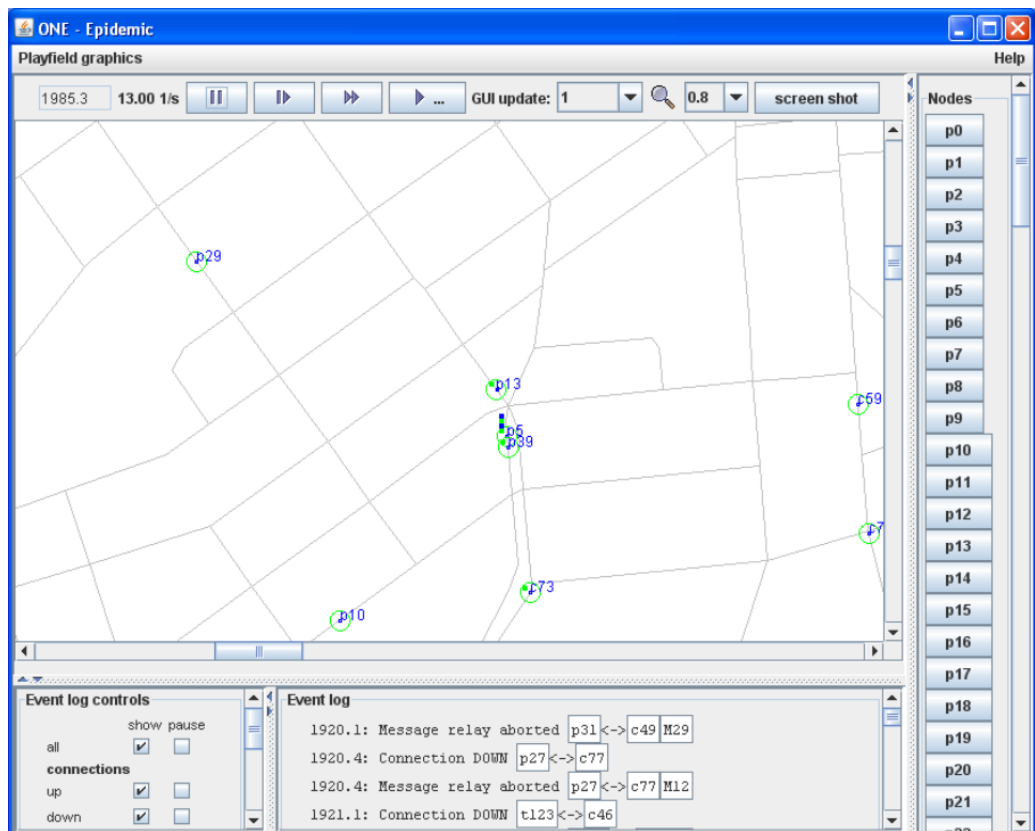 ONE - Epidemic
Playfield graphics Help
1985.3 13.00 1/s ... GUI update: 1 0.8 screen shot
Nodes
p0
p1
p2
p3
p4
p5
p6
p7
p8
p9
p10
p11
p12
p13
p14
p15
p16
p17
p18
p19
p20
p21
p29
p13
c59
p5
p39
c73
p10
Event log controls
show pause
all
connections
up
down
Event log
1920.1: Message relay aborted p31<->c49 M29
1920.4: Connection DOWN p27<->c77
1920.4: Message relay aborted p27<->c77 M12
1921.1: Connection DOWN t123<->c46